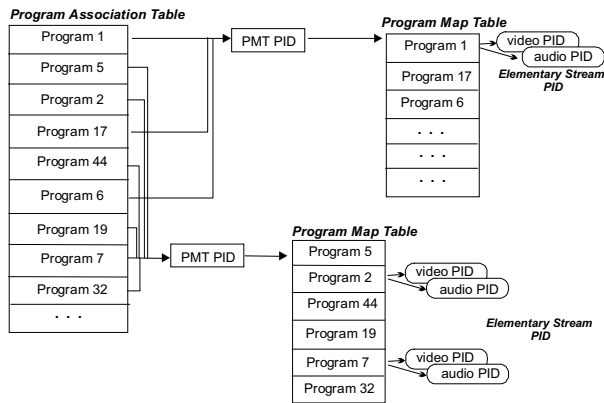 Program Association Table
Program 1
Program 5
Program 2
Program 17
Program 44
Program 6
Program 19
Program 7
Program 32
. . .
PMT PID
Program Map Table
Program 1
Program 17
Program 6
. . .
. . .
. . .
video PID
audio PID
Elementary Stream
PID
PMT PID
Program Map Table
Program 5
Program 2
Program 44
Program 19
Program 7
Program 32
video PID
audio PID
Elementary Stream
PID
video PID
audio PID